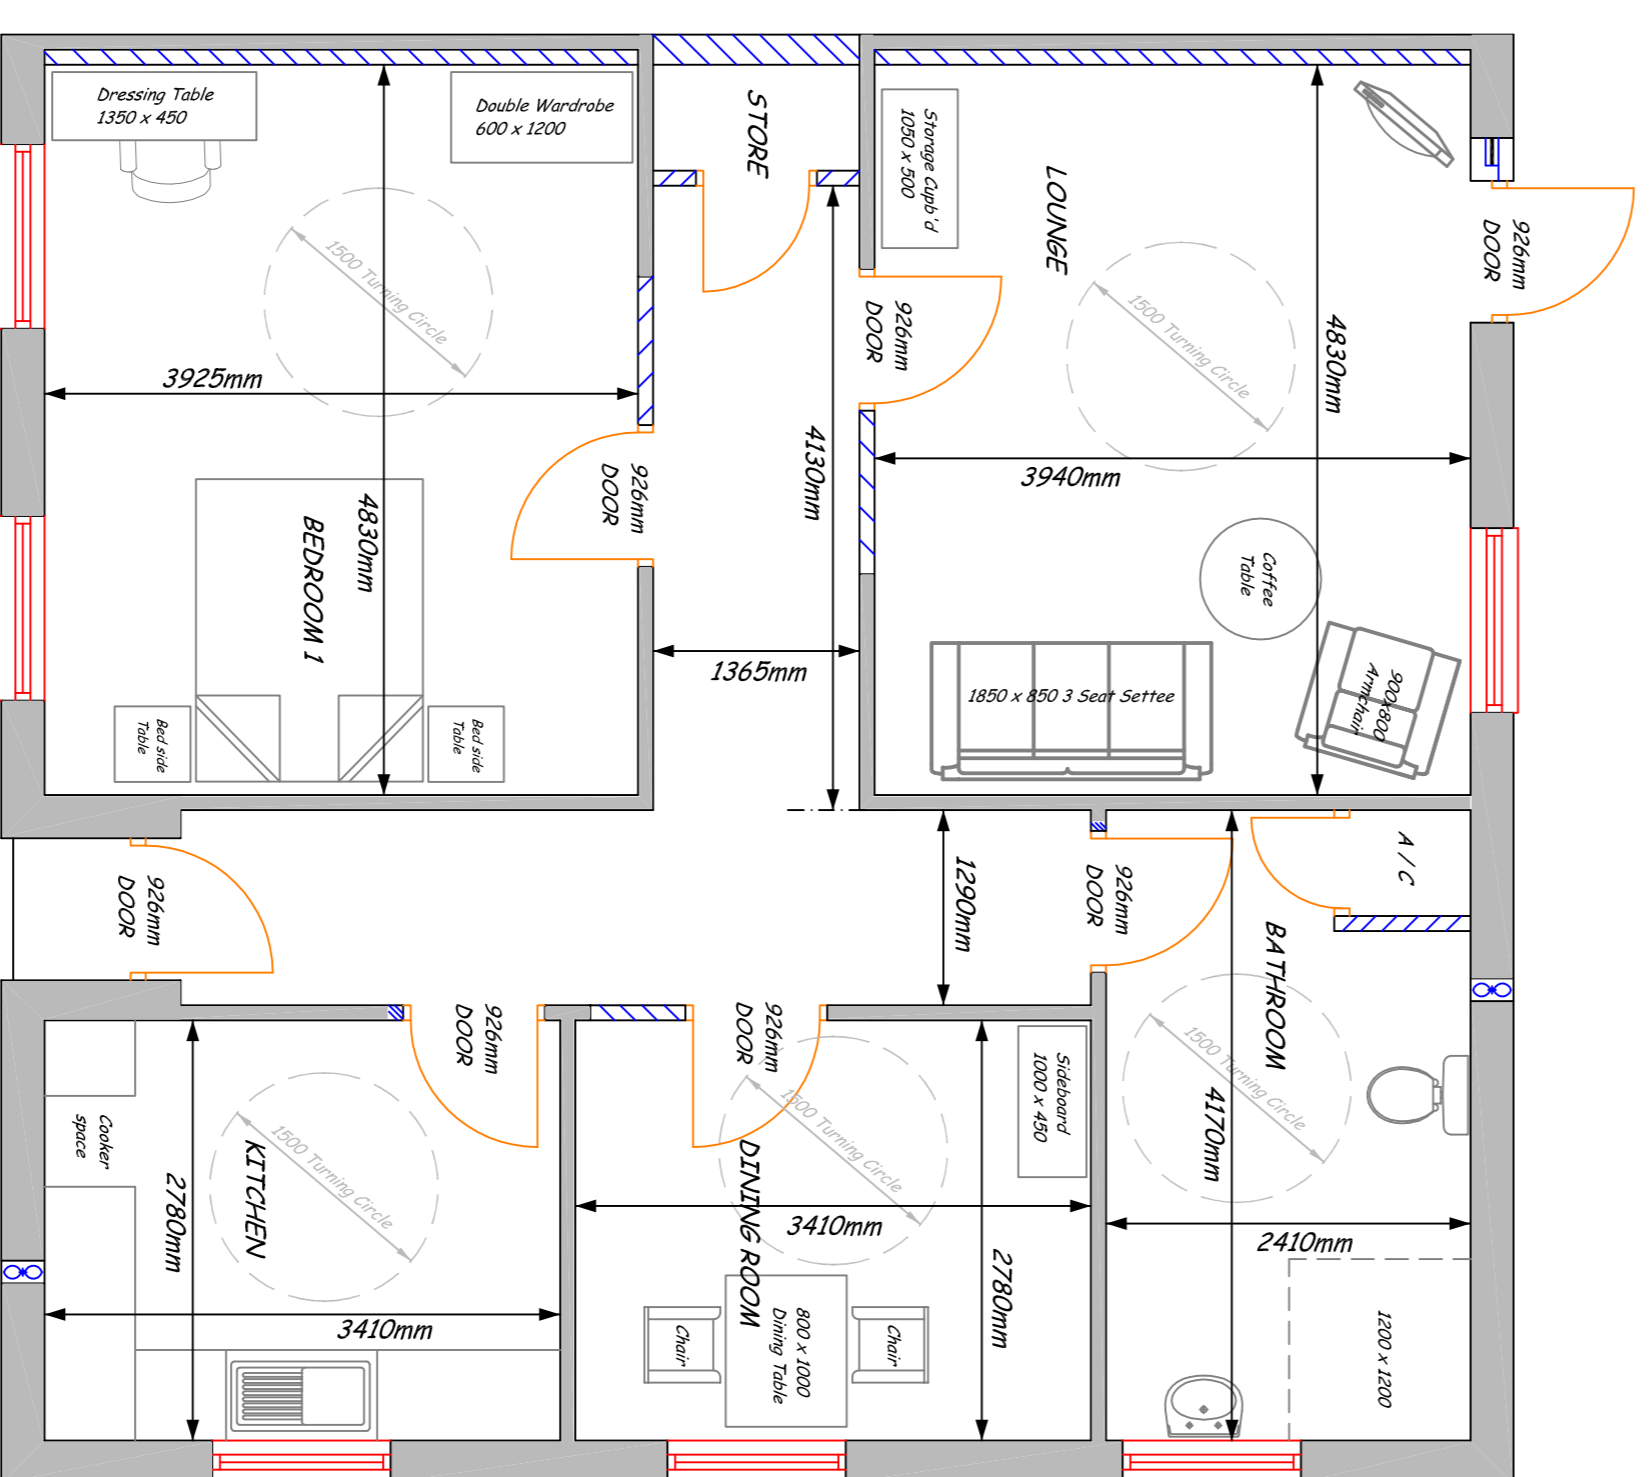 Dressing Table
1350 x 450
Double Wardrobe
600 x 1200
STORE
Storage Cupb'd
1050 x 500
LOUNGE
926mm
DOOR
1500 Turning Circle
1500 Turning Circle
926mm
DOOR
4830mm
3925mm
4130mm
3940mm
926mm
DOOR
4830mm
BEDROOM 1
Coffee
Table
1365mm
1850 x 850 3 Seat Settee
900x800
Armchair
Bed side
Table
Bed side
Table
926mm
DOOR
1290mm
926mm
DOOR
A / C
BATHROOM
926mm
DOOR
926mm
DOOR
Sideboard
1000 x 450
1500 Turning Circle
Cooker
space
KITCHEN
1500 Turning Circle
2780mm
DINING ROOM
1500 Turning Circle
4170mm
3410mm
2410mm
2780mm
3410mm
Chair
800 x 1000
Dining Table
Chair
1200 x 1200